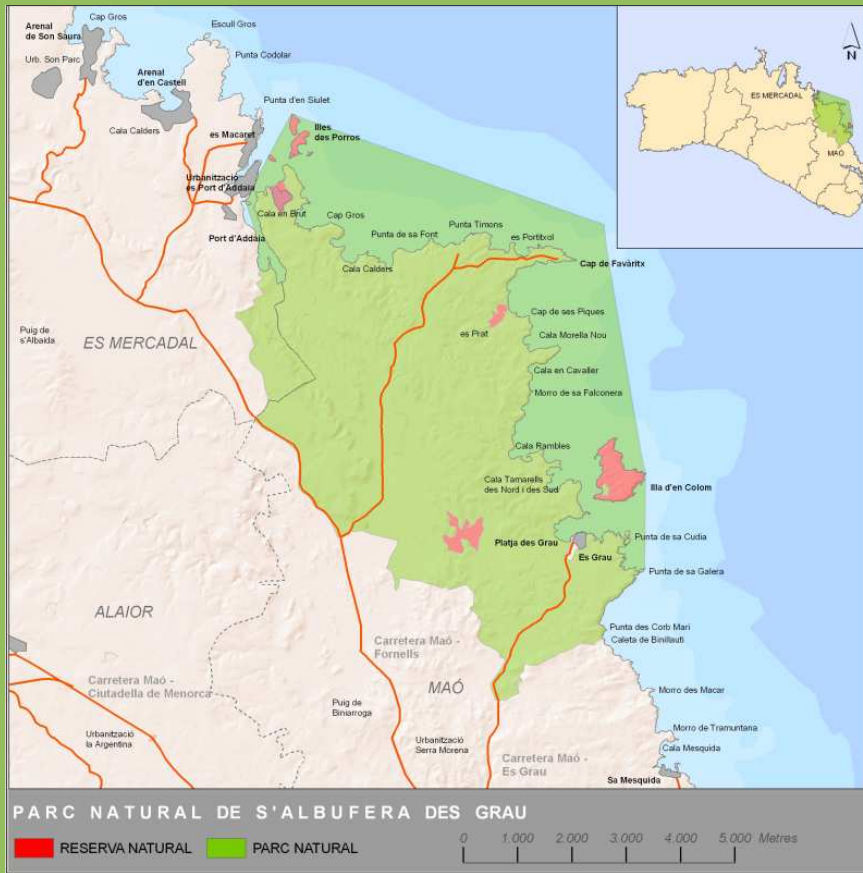 Cap Gros
Arenal
de Son Saura
Urb. Son Parc
Escull Gros
Punta Codolar
Arenal
d'en Castell
Cala Calders
es Macaret
Punta d'en Siulet
Illes
des Porros
Urbanització
es Port d'Addaia
Cala en Brut
Port d'Addaia
Cap Gros
Punta de sa Font
Punta Timons
es Portitxol
Cala Calders
Cap de Favàritx
Puig de
s'Albaida
ES MERCADAL
es Prat
Cap de ses Piques
Cala Morella Nou
Cala en Cavaller
Morro de sa Falconera
Cala Rambles
Cala Tamarells
des Nord i des Sud
Illa d'en Colom
Platja des Grau
Es Grau
Punta de sa Cudia
Punta de sa Galera
ALAIOR
Punta des Corb Marí
Caleta de Binillautí
Carretera Maó -
Fornells
MAÓ
Carretera Maó -
Ciutadella de Menorca
Puig de
Biniarroga
Morro des Macar
Urbanització
la Argentina
Urbanització
Serra Morena
Morro de Tramuntana
Cala Mesquida
Carretera Maó -
Es Grau
Sa Mesquida
N
ES MERCADAL
MAÓ
PARC NATURAL DE S'ALBUFERA DES GRAU
RESERVA NATURAL
PARC NATURAL
0 1.000 2.000 3.000 4.000 5.000 Metres